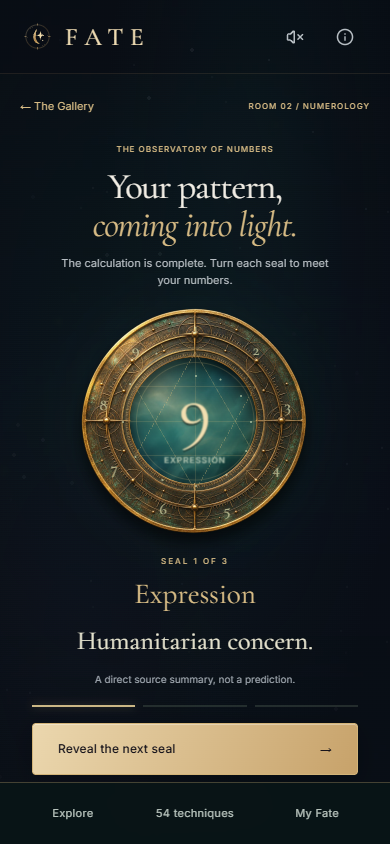 FATE
← The Gallery
ROOM 02 / NUMEROLOGY
THE OBSERVATORY OF NUMBERS
Your pattern,
coming into light.
The calculation is complete. Turn each seal to meet
your numbers.
9
2
8
3
9
EXPRESSION
7
4
6
5
SEAL 1 OF 3
Expression
Humanitarian concern.
A direct source summary, not a prediction.
Reveal the next seal →
Explore
54 techniques
My Fate